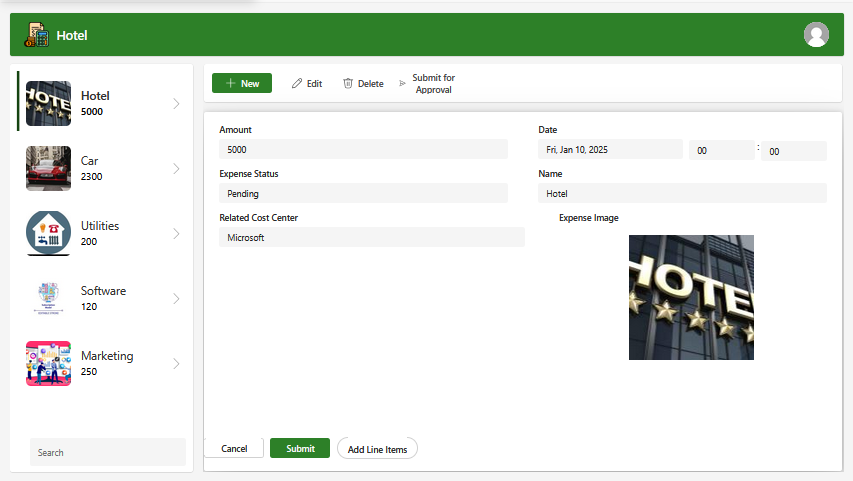 Hotel
Hotel
5000
Car
2300
Utilities
200
Software
120
Marketing
250
Search
New
Edit
Delete
Submit for
Approval
Amount
5000
Date
Fri, Jan 10, 2025
00
:
00
Expense Status
Pending
Name
Hotel
Related Cost Center
Microsoft
Expense Image
HOTE
Cancel
Submit
Add Line Items